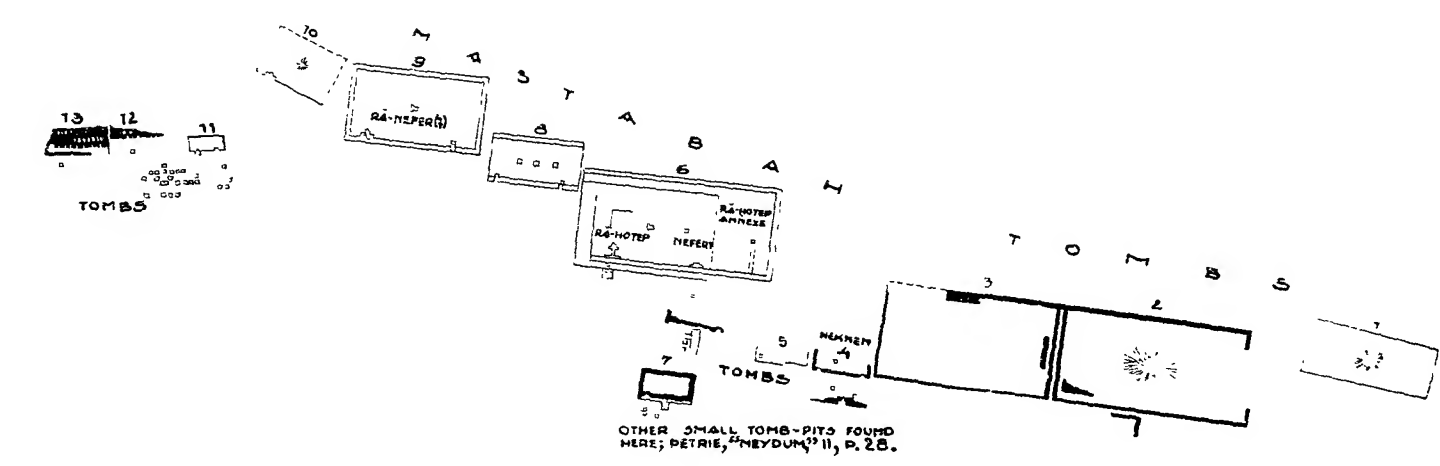 MASTABAH TOMBS
10
9
RĀ-NEFER(?)
8
13 12 11
TOMBS
6
RĀ-HOTEP
NEFERT
RĀ-HOTEP
ANNEXE
3
2
1
5
4
7
TOMBS
OTHER SMALL TOMB-PITS FOUND
HERE; PETRIE, "MEYDUM," II, P. 28.